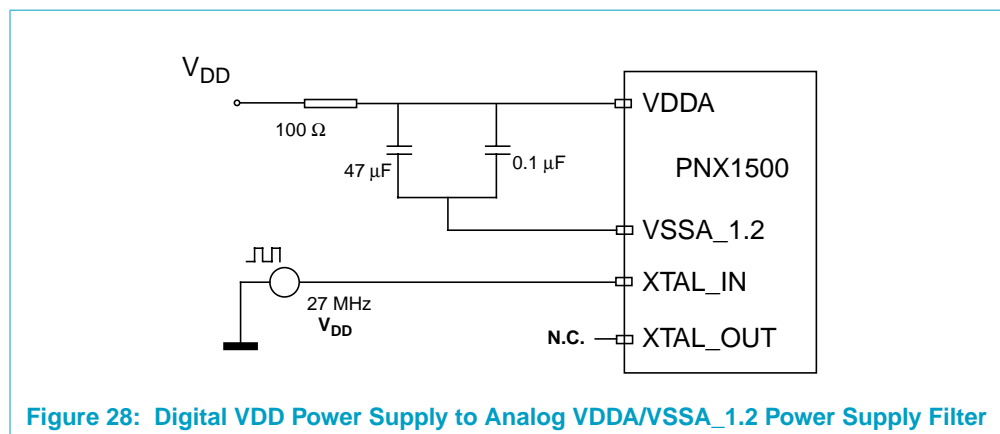 VDD
100 Ω
47 µF
0.1 µF
VDDA
PNX1500
VSSA_1.2
XTAL_IN
27 MHz
VDD
N.C.
XTAL_OUT
Figure 28: Digital VDD Power Supply to Analog VDDA/VSSA_1.2 Power Supply Filter